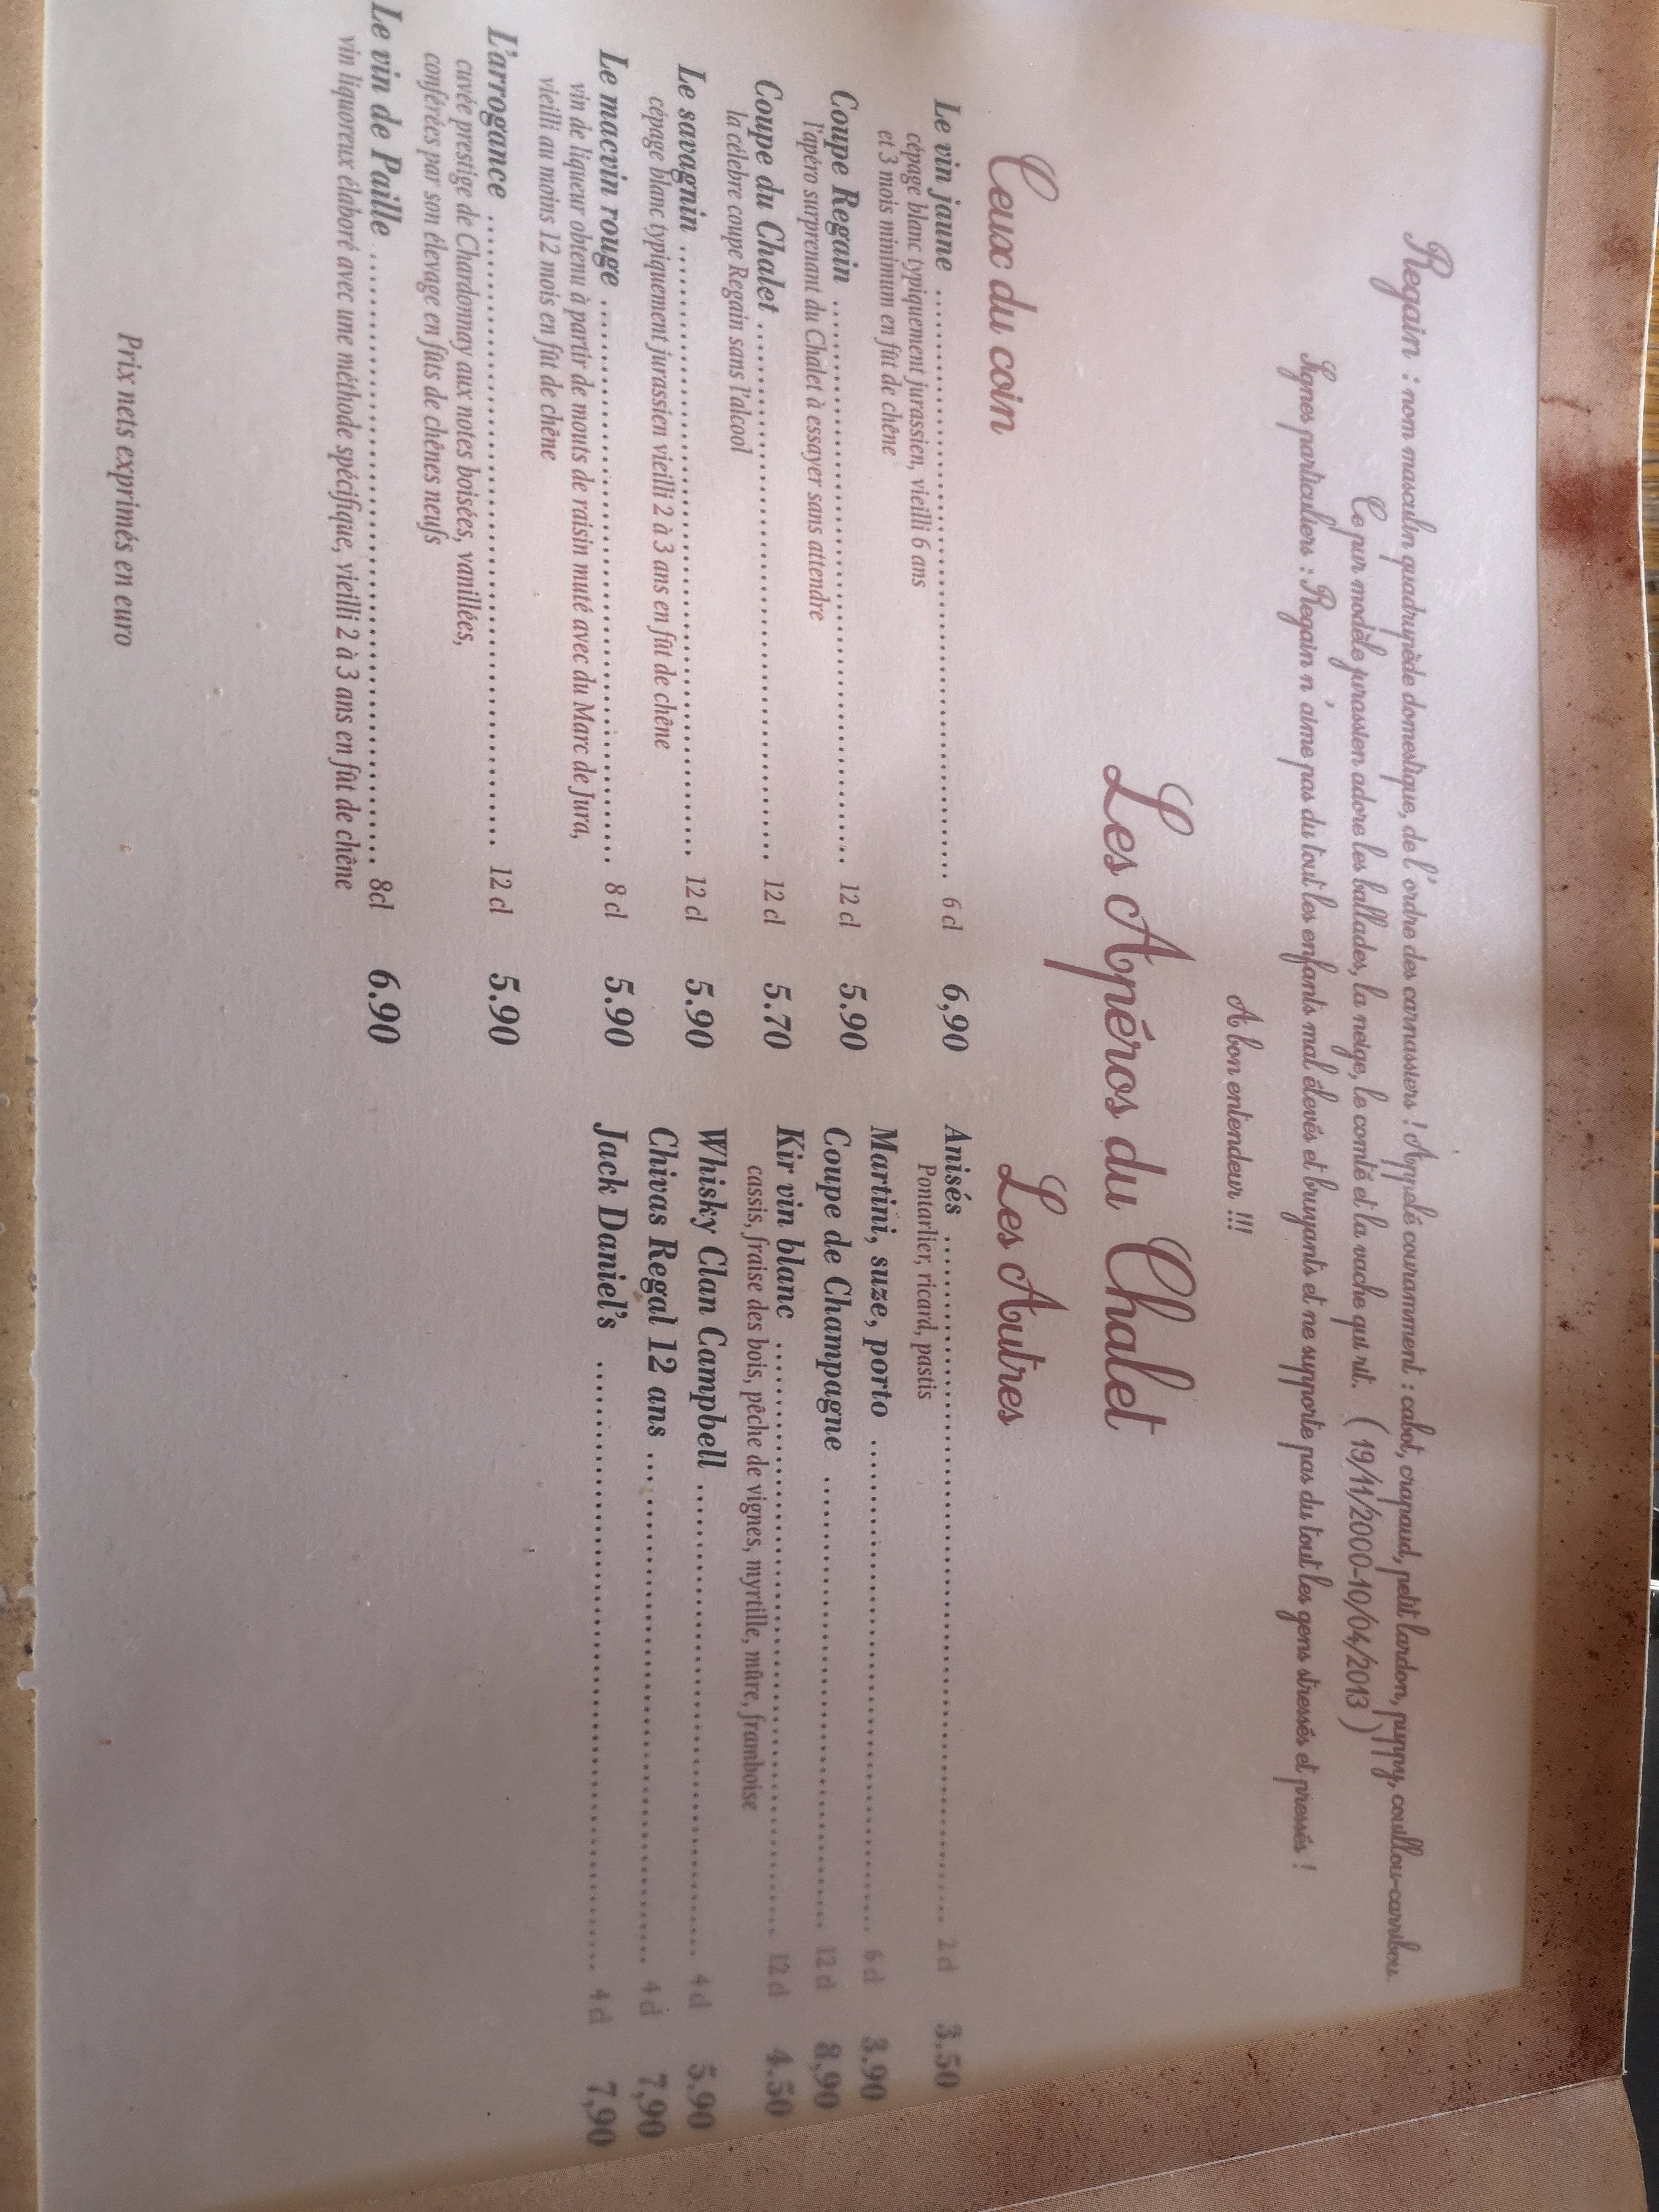 Regain : nom masculin quadrupède domestique, de l'ordre des carnassiers ! Appelé couramment : cabot, crapaud, petit lardon, puppy, couillou-carribou.
Ce pur modèle jurassien adore les ballades, la neige, le comté et la vache qui rit. (19/11/2000-10/04/2013)
Signes particuliers : Regain n'aime pas du tout les enfants mal élevés et bruyants et ne supporte pas du tout les gens stressés et pressés !
A bon entendeur !!!
Les Apéros du Chalet
Ceux du coin
Le vin jaune 6 cl 6,90
cépage blanc typiquement jurassien, vieilli 6 ans
et 3 mois minimum en fût de chêne
Coupe Regain 12 cl 5.90
l'apéro surprenant du Chalet à essayer sans attendre
Coupe du Chalet 12 cl 5.70
la célebre coupe Regain sans l'alcool
Le savagnin 12 cl 5.90
cépage blanc typiquement jurassien vieilli 2 à 3 ans en fût de chêne
Le macvin rouge 8 cl 5.90
vin de liqueur obtenu à partir de mouts de raisin muté avec du Marc de Jura,
vieilli au moins 12 mois en fût de chêne
L'arrogance 12 cl 5.90
cuvée prestige de Chardonnay aux notes boisées, vanillées,
conférées par son élevage en fûts de chênes neufs
Le vin de Paille 8cl 6.90
vin liquoreux élaboré avec une méthode spécifique, vieilli 2 à 3 ans en fût de chêne
Les Autres
Anisés 2 cl 3.50
Pontarlier, ricard, pastis
Martini, suze, porto 6 cl 3.90
Coupe de Champagne 12 cl 8,90
Kir vin blanc 12 cl 4.50
cassis, fraise des bois, pêche de vignes, myrtille, mûre, framboise
Whisky Clan Campbell 4 cl 5.90
Chivas Regal 12 ans 4 cl 7,90
Jack Daniel's 4 cl 7,90
Prix nets exprimés en euro